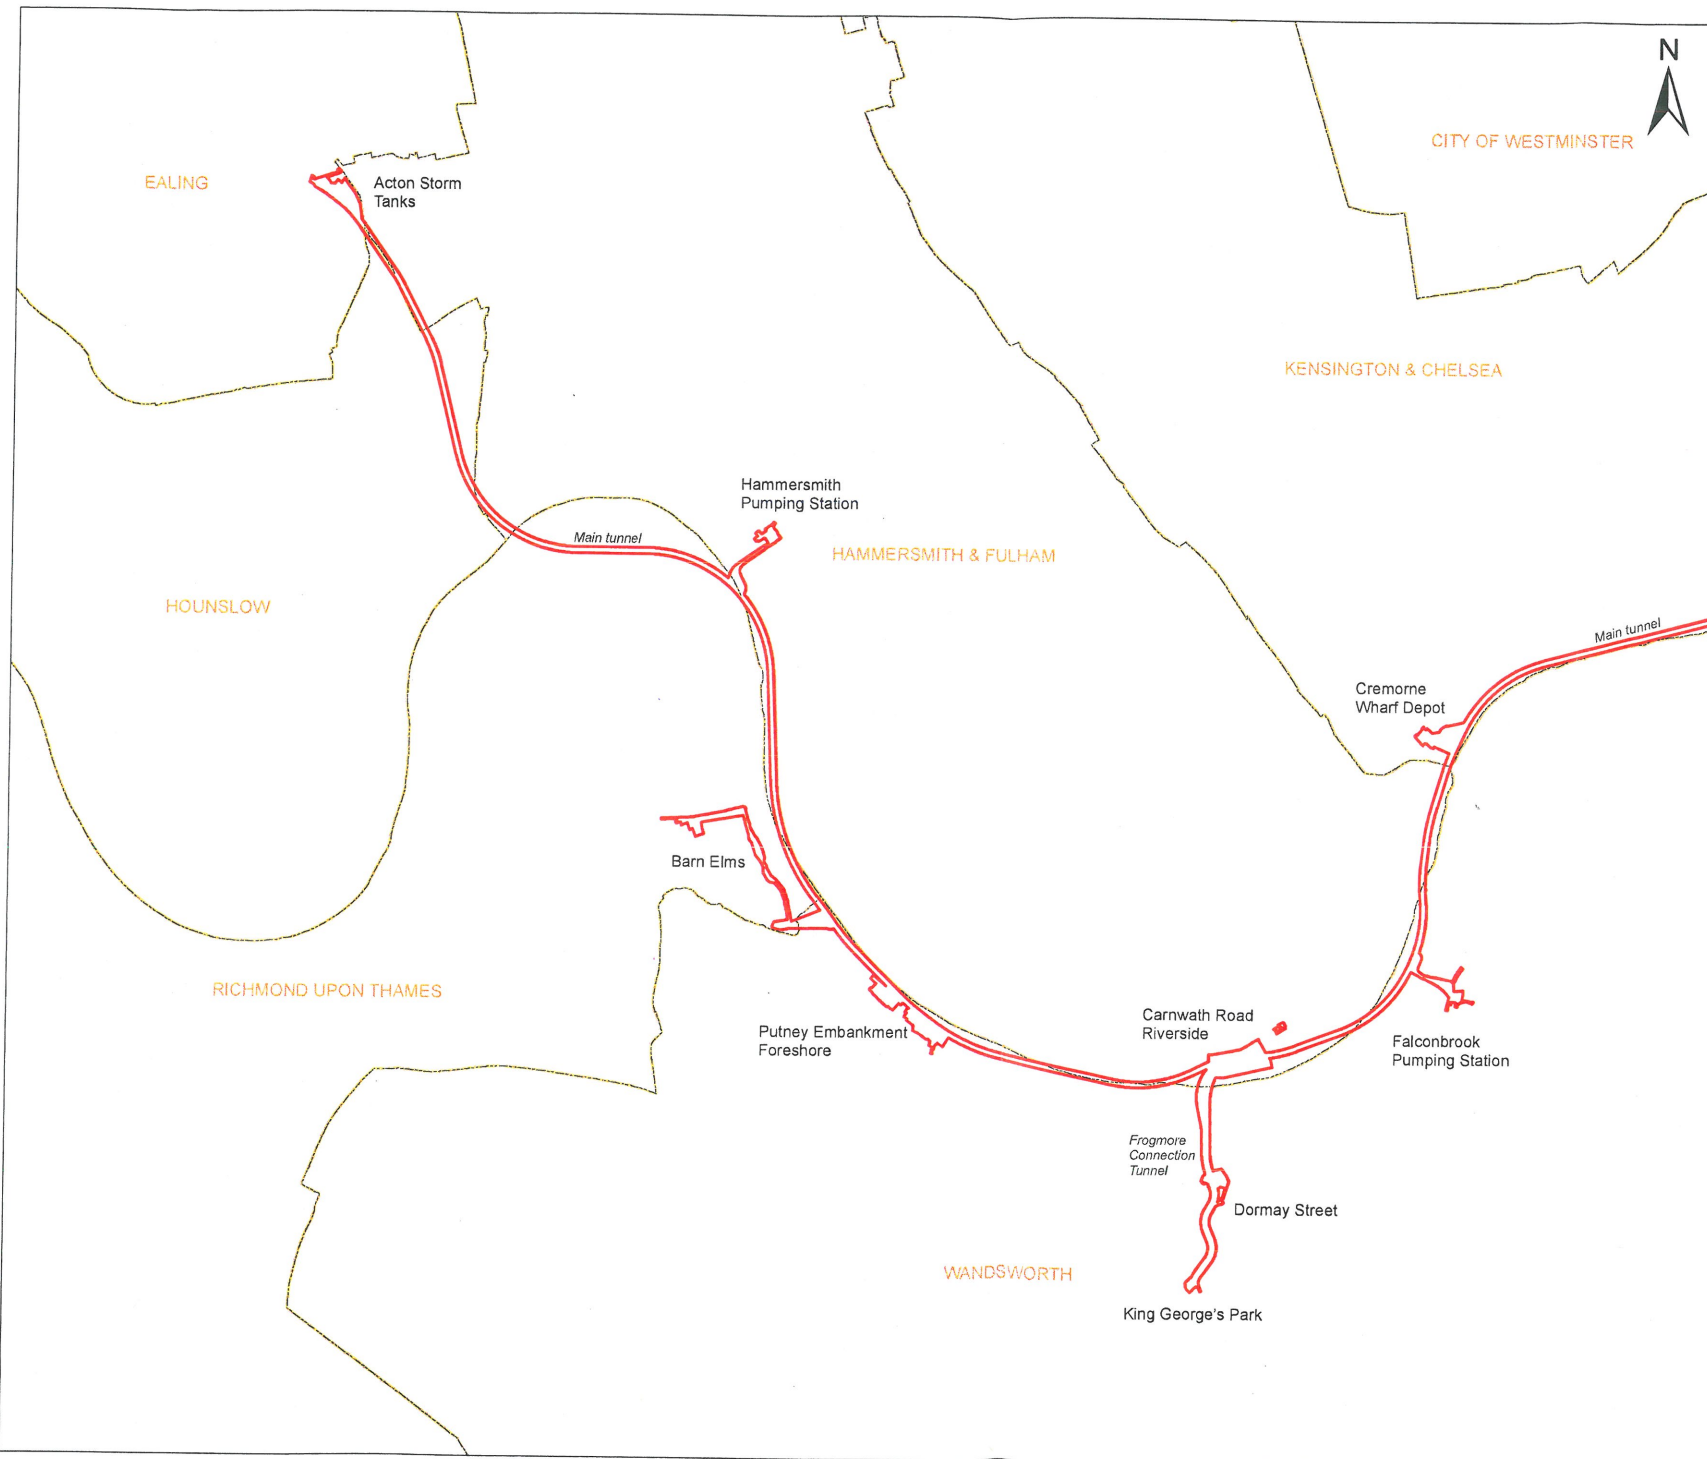 N
CITY OF WESTMINSTER
EALING
Acton Storm
Tanks
KENSINGTON & CHELSEA
Hammersmith
Pumping Station
Main tunnel
HAMMERSMITH & FULHAM
HOUNSLOW
Main tunnel
Cremorne
Wharf Depot
Barn Elms
RICHMOND UPON THAMES
Putney Embankment
Foreshore
Carnwath Road
Riverside
Falconbrook
Pumping Station
Frogmore
Connection
Tunnel
Dormay Street
WANDSWORTH
King George's Park